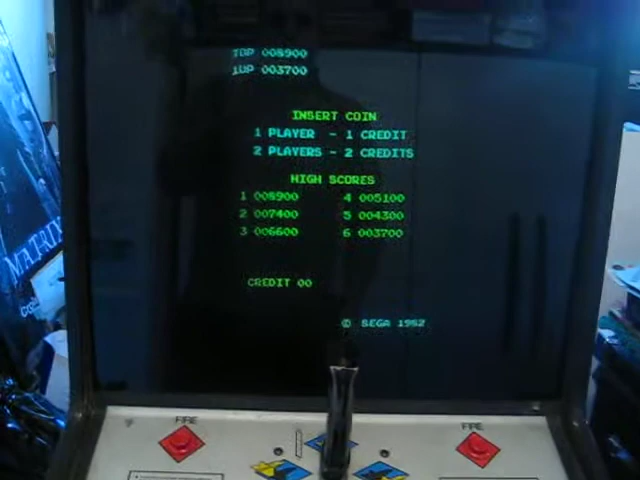 TOP 008900
1UP 003700
INSERT COIN
1 PLAYER - 1 CREDIT
2 PLAYERS - 2 CREDITS
HIGH SCORES
1 008900 4 005100
2 007400 5 004300
3 006600 6 003700
CREDIT 00
© SEGA 1982
MATRIX
FIRE FIRE